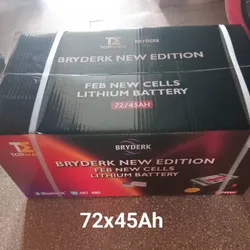 BRYDERK
BRYDERK NEW EDITION
FEB NEW CELLS
LITHIUM BATTERY
72/45AH
BRYDERK
BRYDERK NEW EDITION
FEB NEW CELLS
LITHIUM BATTERY
72x45Ah